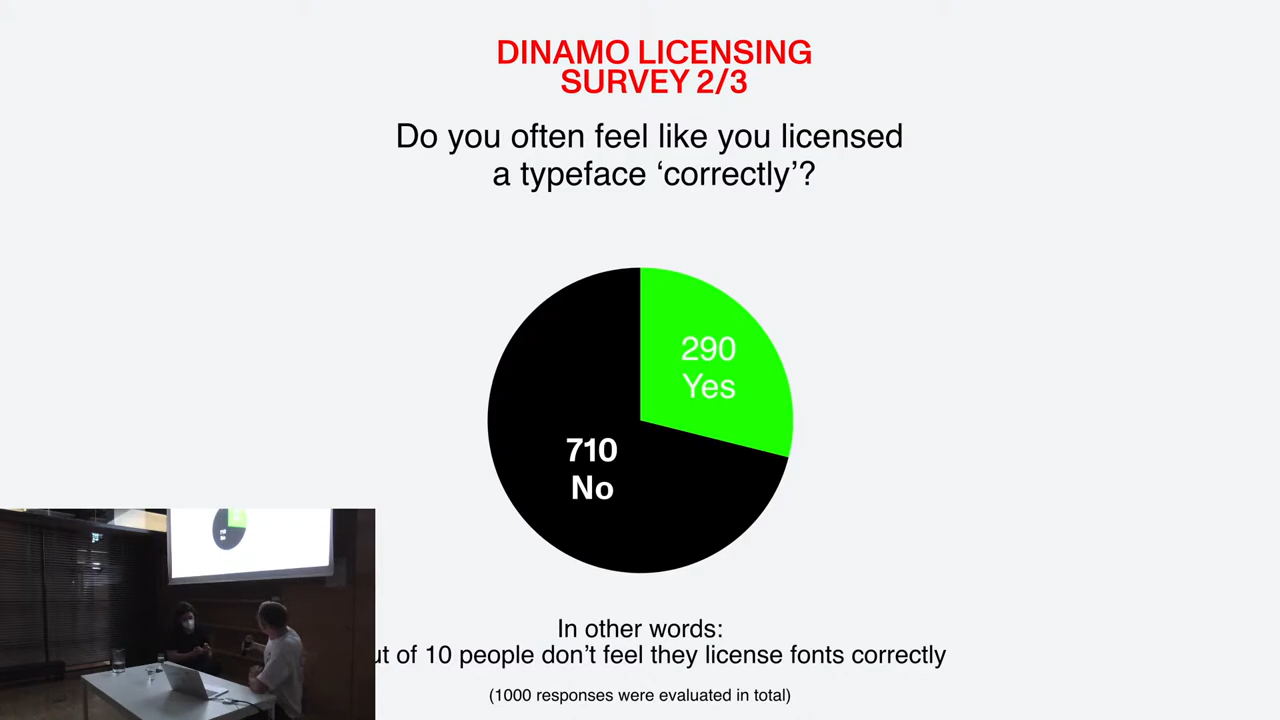 DINAMO LICENSING
SURVEY 2/3
Do you often feel like you licensed
a typeface ‘correctly’?
290
Yes
710
No
In other words:
of 10 people don’t feel they license fonts correctly
(1000 responses were evaluated in total)